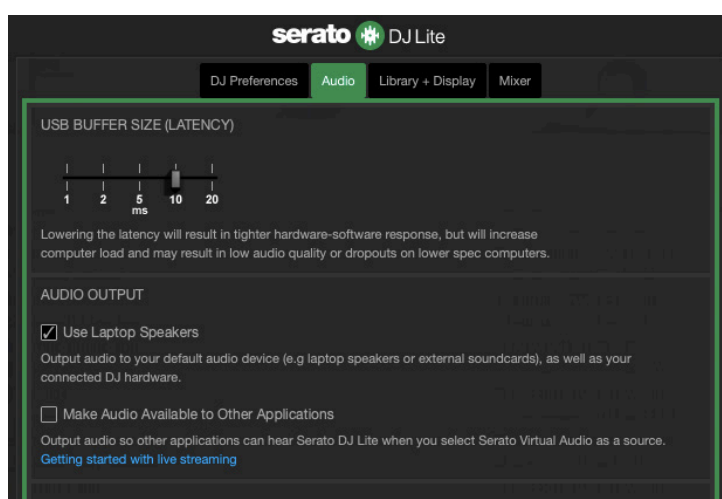 serato DJ Lite
DJ Preferences Audio Library + Display Mixer
USB BUFFER SIZE (LATENCY)
1 2 5 10 20
ms
Lowering the latency will result in tighter hardware-software response, but will increase
computer load and may result in low audio quality or dropouts on lower spec computers.
AUDIO OUTPUT
Use Laptop Speakers
Output audio to your default audio device (e.g laptop speakers or external soundcards), as well as your
connected DJ hardware.
Make Audio Available to Other Applications
Output audio so other applications can hear Serato DJ Lite when you select Serato Virtual Audio as a source.
Getting started with live streaming